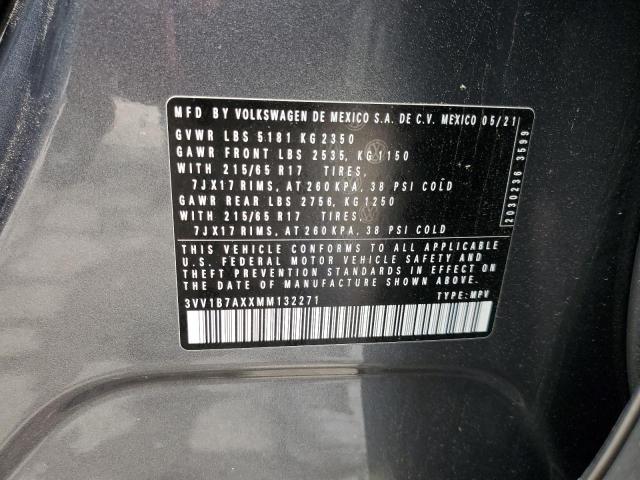 MFD BY VOLKSWAGEN DE MEXICO S.A. DE C.V. MEXICO 05/21
GVWR LBS 5181 KG 2350
GAWR FRONT LBS 2535, KG 1150
WITH 215/65 R17 TIRES,
7JX17 RIMS, AT 260 KPA, 38 PSI COLD
GAWR REAR LBS 2756, KG 1250
WITH 215/65 R17 TIRES,
7JX17 RIMS, AT 260 KPA, 38 PSI COLD
THIS VEHICLE CONFORMS TO ALL APPLICABLE
U.S. FEDERAL MOTOR VEHICLE SAFETY AND
THEFT PREVENTION STANDARDS IN EFFECT ON
THE DATE OF MANUFACTURE SHOWN ABOVE.
3VV1B7AXXMM132271 TYPE: MPV
2030236 3599